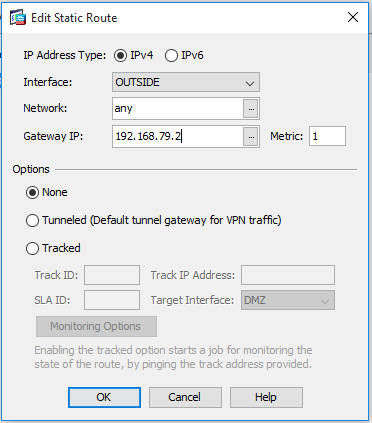 Edit Static Route
IP Address Type: IPv4 IPv6
Interface: OUTSIDE
Network: any ...
Gateway IP: 192.168.79.2 ... Metric: 1
Options
None
Tunneled (Default tunnel gateway for VPN traffic)
Tracked
Track ID: Track IP Address:
SLA ID: Target Interface: DMZ
Monitoring Options
Enabling the tracked option starts a job for monitoring the
state of the route, by pinging the track address provided.
OK Cancel Help